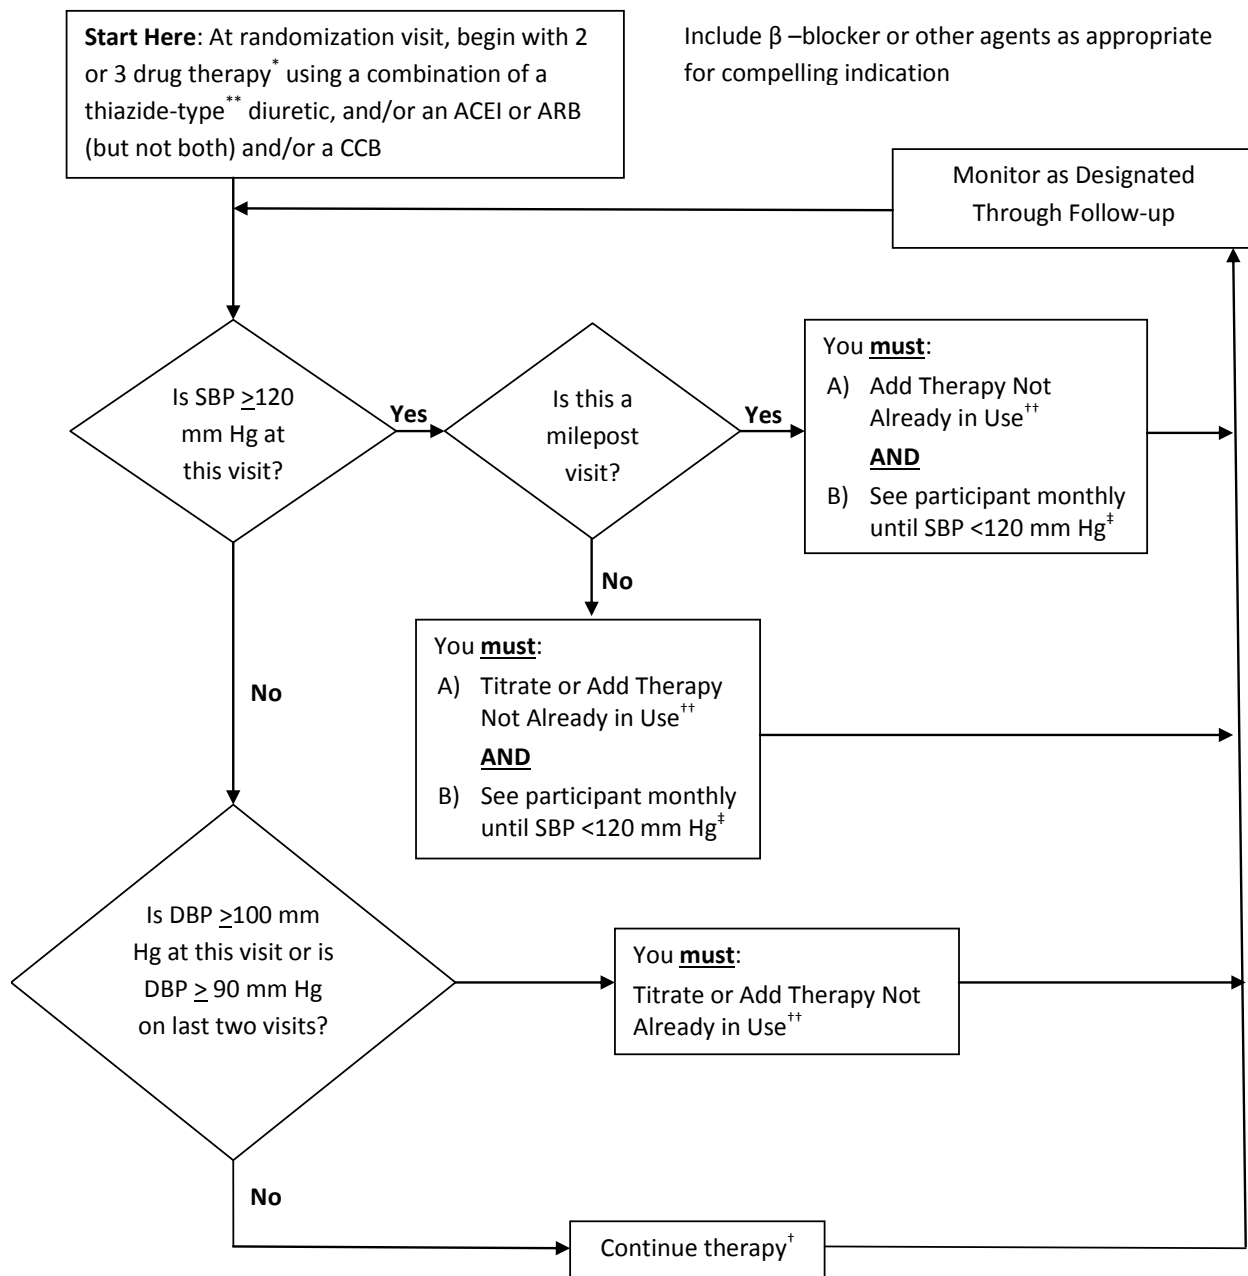 Start Here: At randomization visit, begin with 2
or 3 drug therapy* using a combination of a
thiazide-type** diuretic, and/or an ACEI or ARB
(but not both) and/or a CCB
Include β –blocker or other agents as appropriate
for compelling indication
Monitor as Designated
Through Follow-up
Is SBP ≥120
mm Hg at
this visit?
Yes
Is this a
milepost
visit?
Yes
You must:
A) Add Therapy Not
Already in Use††
AND
B) See participant monthly
until SBP <120 mm Hg‡
No
You must:
A) Titrate or Add Therapy
Not Already in Use††
AND
B) See participant monthly
until SBP <120 mm Hg‡
No
Is DBP ≥100 mm
Hg at this visit or is
DBP ≥ 90 mm Hg
on last two visits?
You must:
Titrate or Add Therapy Not
Already in Use††
No
Continue therapy†